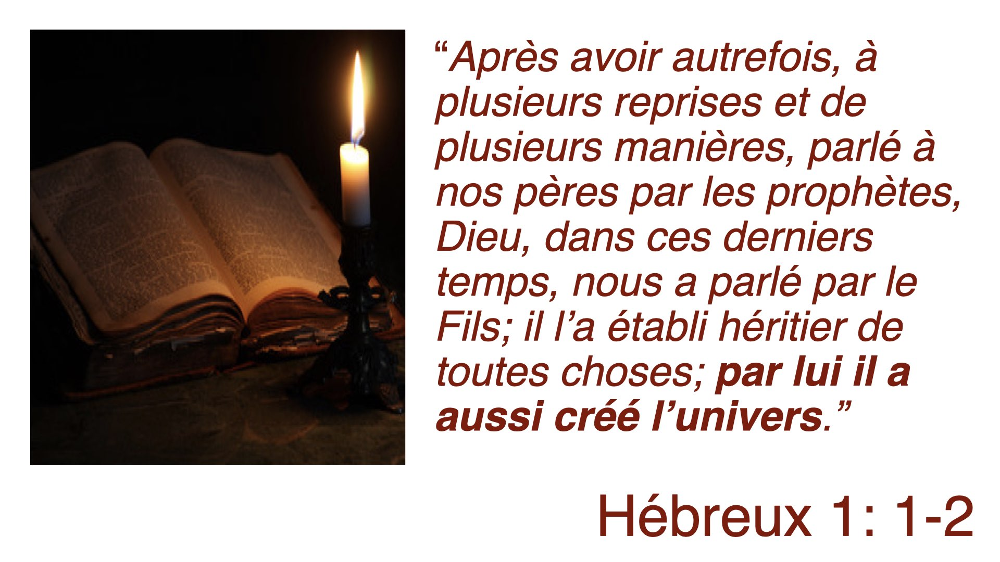 “Après avoir autrefois, à
plusieurs reprises et de
plusieurs manières, parlé à
nos pères par les prophètes,
Dieu, dans ces derniers
temps, nous a parlé par le
Fils; il l’a établi héritier de
toutes choses; par lui il a
aussi créé l’univers.”
Hébreux 1: 1-2